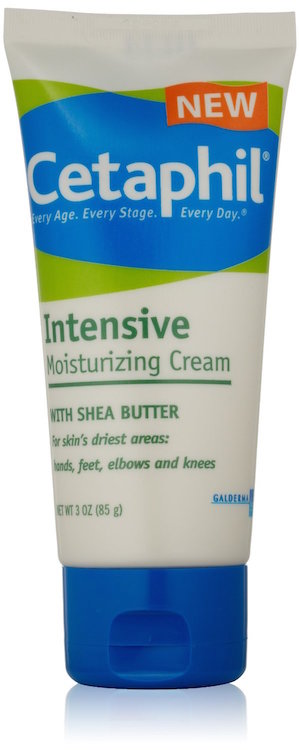 NEW
Cetaphil®
Every Age. Every Stage. Every Day.®
Intensive
Moisturizing Cream
WITH SHEA BUTTER
For skin's driest areas:
hands, feet, elbows and knees
NET WT 3 OZ (85 g)
GALDERMA